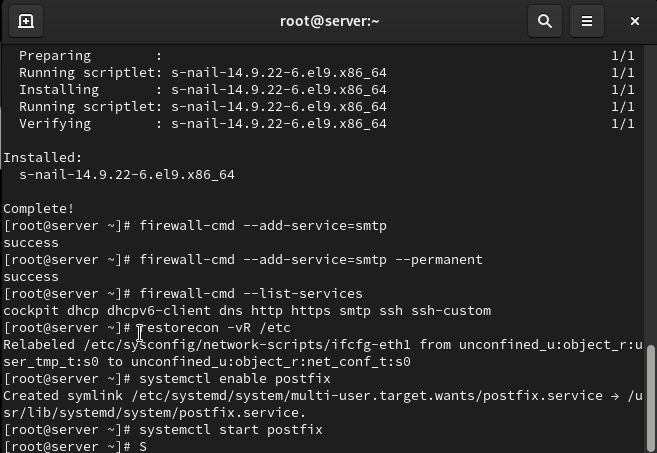 root@server:~
Preparing        :                                                        1/1
Running scriptlet: s-nail-14.9.22-6.el9.x86_64                            1/1
Installing       : s-nail-14.9.22-6.el9.x86_64                            1/1
Running scriptlet: s-nail-14.9.22-6.el9.x86_64                            1/1
Verifying        : s-nail-14.9.22-6.el9.x86_64                            1/1
Installed:
s-nail-14.9.22-6.el9.x86_64
Complete!
[root@server ~]# firewall-cmd --add-service=smtp
success
[root@server ~]# firewall-cmd --add-service=smtp --permanent
success
[root@server ~]# firewall-cmd --list-services
cockpit dhcp dhcpv6-client dns http https smtp ssh ssh-custom
[root@server ~]# restorecon -vR /etc
Relabeled /etc/sysconfig/network-scripts/ifcfg-eth1 from unconfined_u:object_r:u
ser_tmp_t:s0 to unconfined_u:object_r:net_conf_t:s0
[root@server ~]# systemctl enable postfix
Created symlink /etc/systemd/system/multi-user.target.wants/postfix.service → /u
sr/lib/systemd/system/postfix.service.
[root@server ~]# systemctl start postfix
[root@server ~]# S